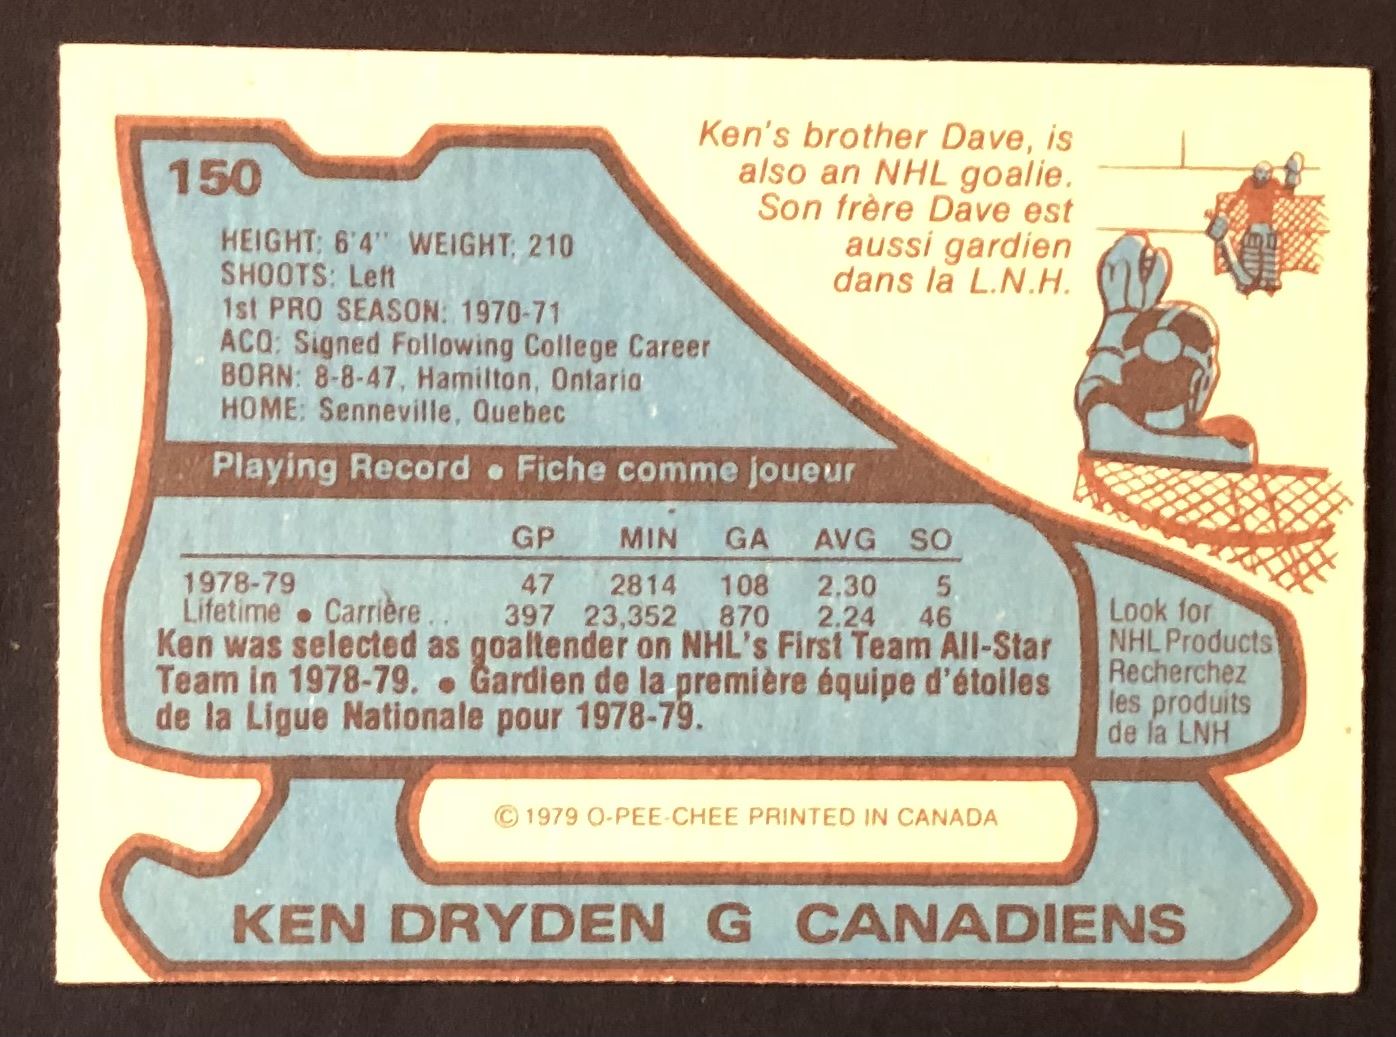 150
Ken's brother Dave, is
also an NHL goalie.
Son frère Dave est
aussi gardien
dans la L.N.H.
HEIGHT: 6'4" WEIGHT: 210
SHOOTS: Left
1st PRO SEASON: 1970-71
ACQ: Signed Following College Career
BORN: 8-8-47, Hamilton, Ontario
HOME: Senneville, Quebec
Playing Record • Fiche comme joueur
GP MIN GA AVG SO
1978-79 47 2814 108 2.30 5
Lifetime • Carrière .. 397 23,352 870 2.24 46
Ken was selected as goaltender on NHL's First Team All-Star
Team in 1978-79. • Gardien de la première équipe d'étoiles
de la Ligue Nationale pour 1978-79.
Look for
NHL Products
Recherchez
les produits
de la LNH
© 1979 O-PEE-CHEE PRINTED IN CANADA
KEN DRYDEN G CANADIENS